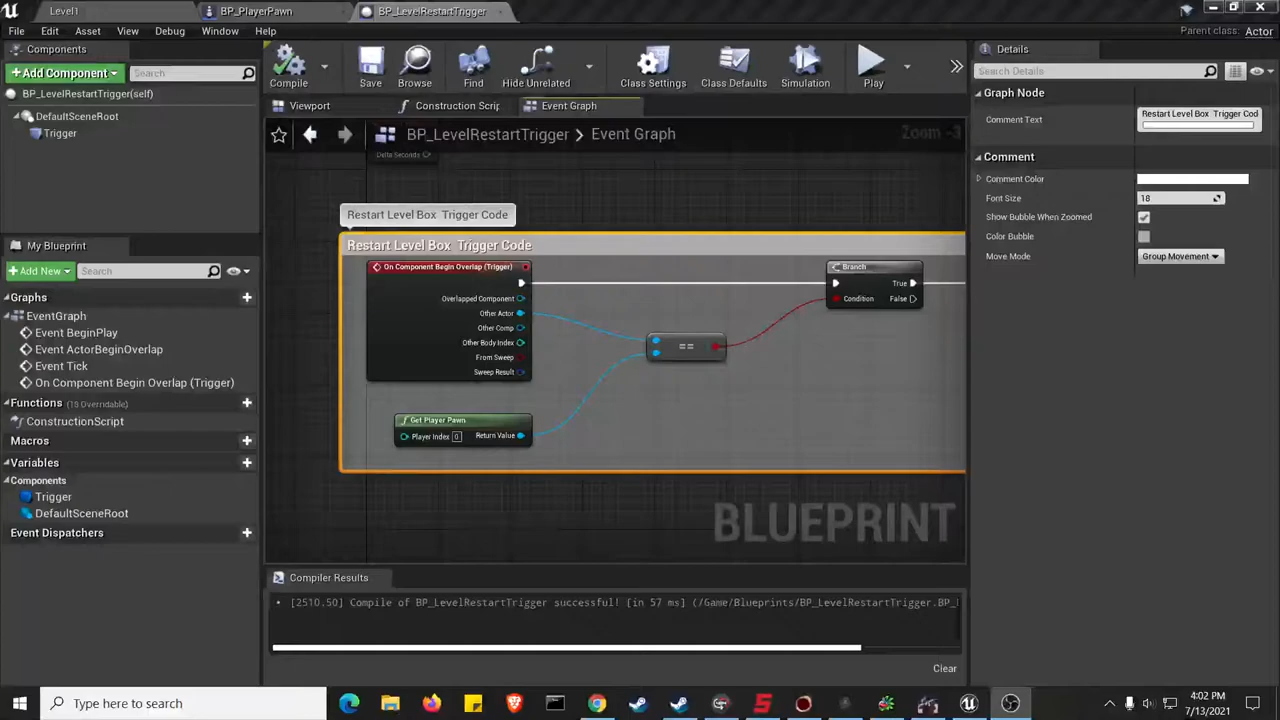 Level1
BP_PlayerPawn
BP_LevelRestartTrigger
File Edit Asset View Debug Window Help
Parent class: Actor
Components
+Add Component
Search
BP_LevelRestartTrigger(self)
DefaultSceneRoot
Trigger
Compile
Save
Browse
Find
Hide Unrelated
Class Settings
Class Defaults
Simulation
Play
Viewport
Construction Scrip
Event Graph
BP_LevelRestartTrigger > Event Graph
Zoom -3
Delta Seconds
Restart Level Box  Trigger Code
Restart Level Box  Trigger Code
On Component Begin Overlap (Trigger)
Overlapped Component
Other Actor
Other Comp
Other Body Index
From Sweep
Sweep Result
Get Player Pawn
Player Index 0
Return Value
==
Branch
True
Condition
False
BLUEPRINT
My Blueprint
+Add New
Search
Graphs
EventGraph
Event BeginPlay
Event ActorBeginOverlap
Event Tick
On Component Begin Overlap (Trigger)
Functions (18 Overridable)
ConstructionScript
Macros
Variables
Components
Trigger
DefaultSceneRoot
Event Dispatchers
Compiler Results
[2510.50] Compile of BP_LevelRestartTrigger successful! [in 57 ms] (/Game/Blueprints/BP_LevelRestartTrigger.BP_L
Clear
Details
Search Details
Graph Node
Comment Text
Restart Level Box  Trigger Cod
Comment
Comment Color
Font Size
18
Show Bubble When Zoomed
Color Bubble
Move Mode
Group Movement
Type here to search
4:02 PM
7/13/2021